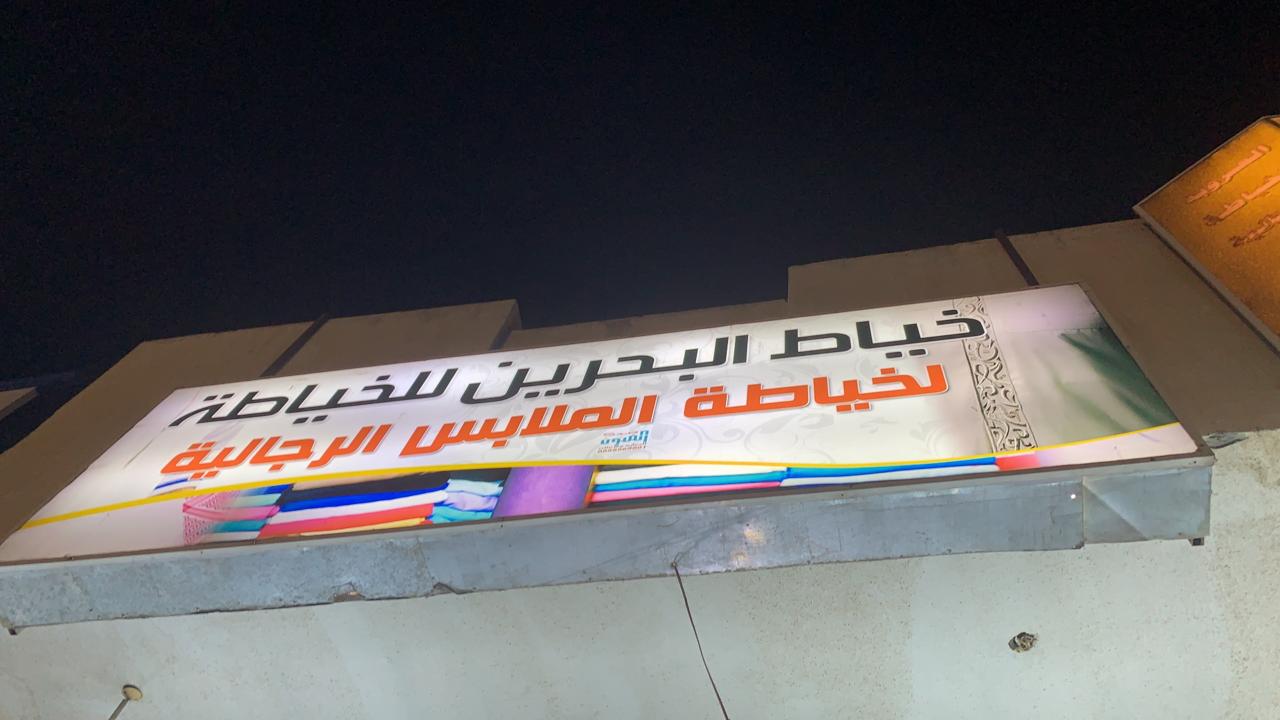 خياط البحرين للخياطة
لخياطة الملابس الرجالية